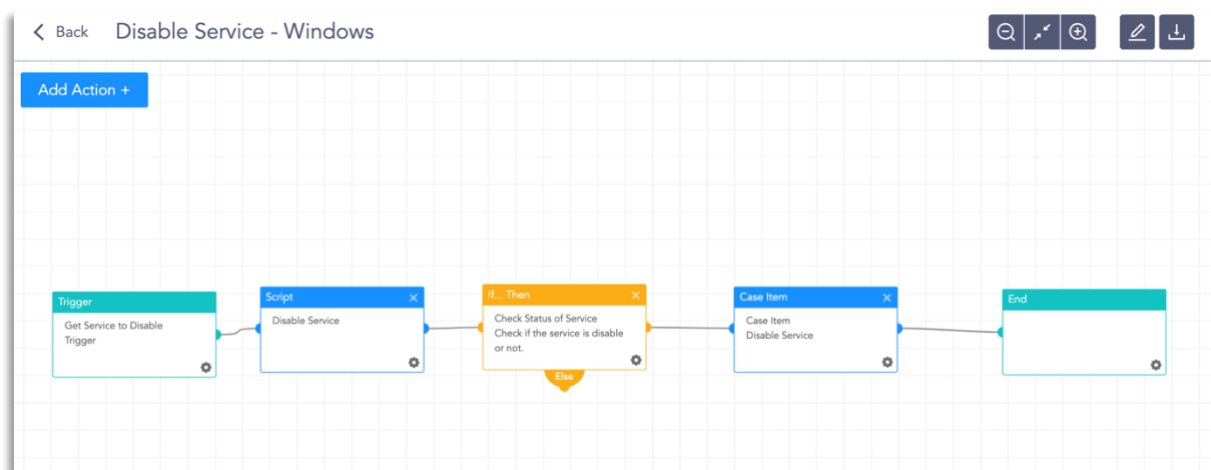 Back
Disable Service - Windows
Add Action +
Trigger
Get Service to Disable
Trigger
Script
Disable Service
If... Then
Check Status of Service
Check if the service is disable
or not.
Else
Case Item
Case Item
Disable Service
End